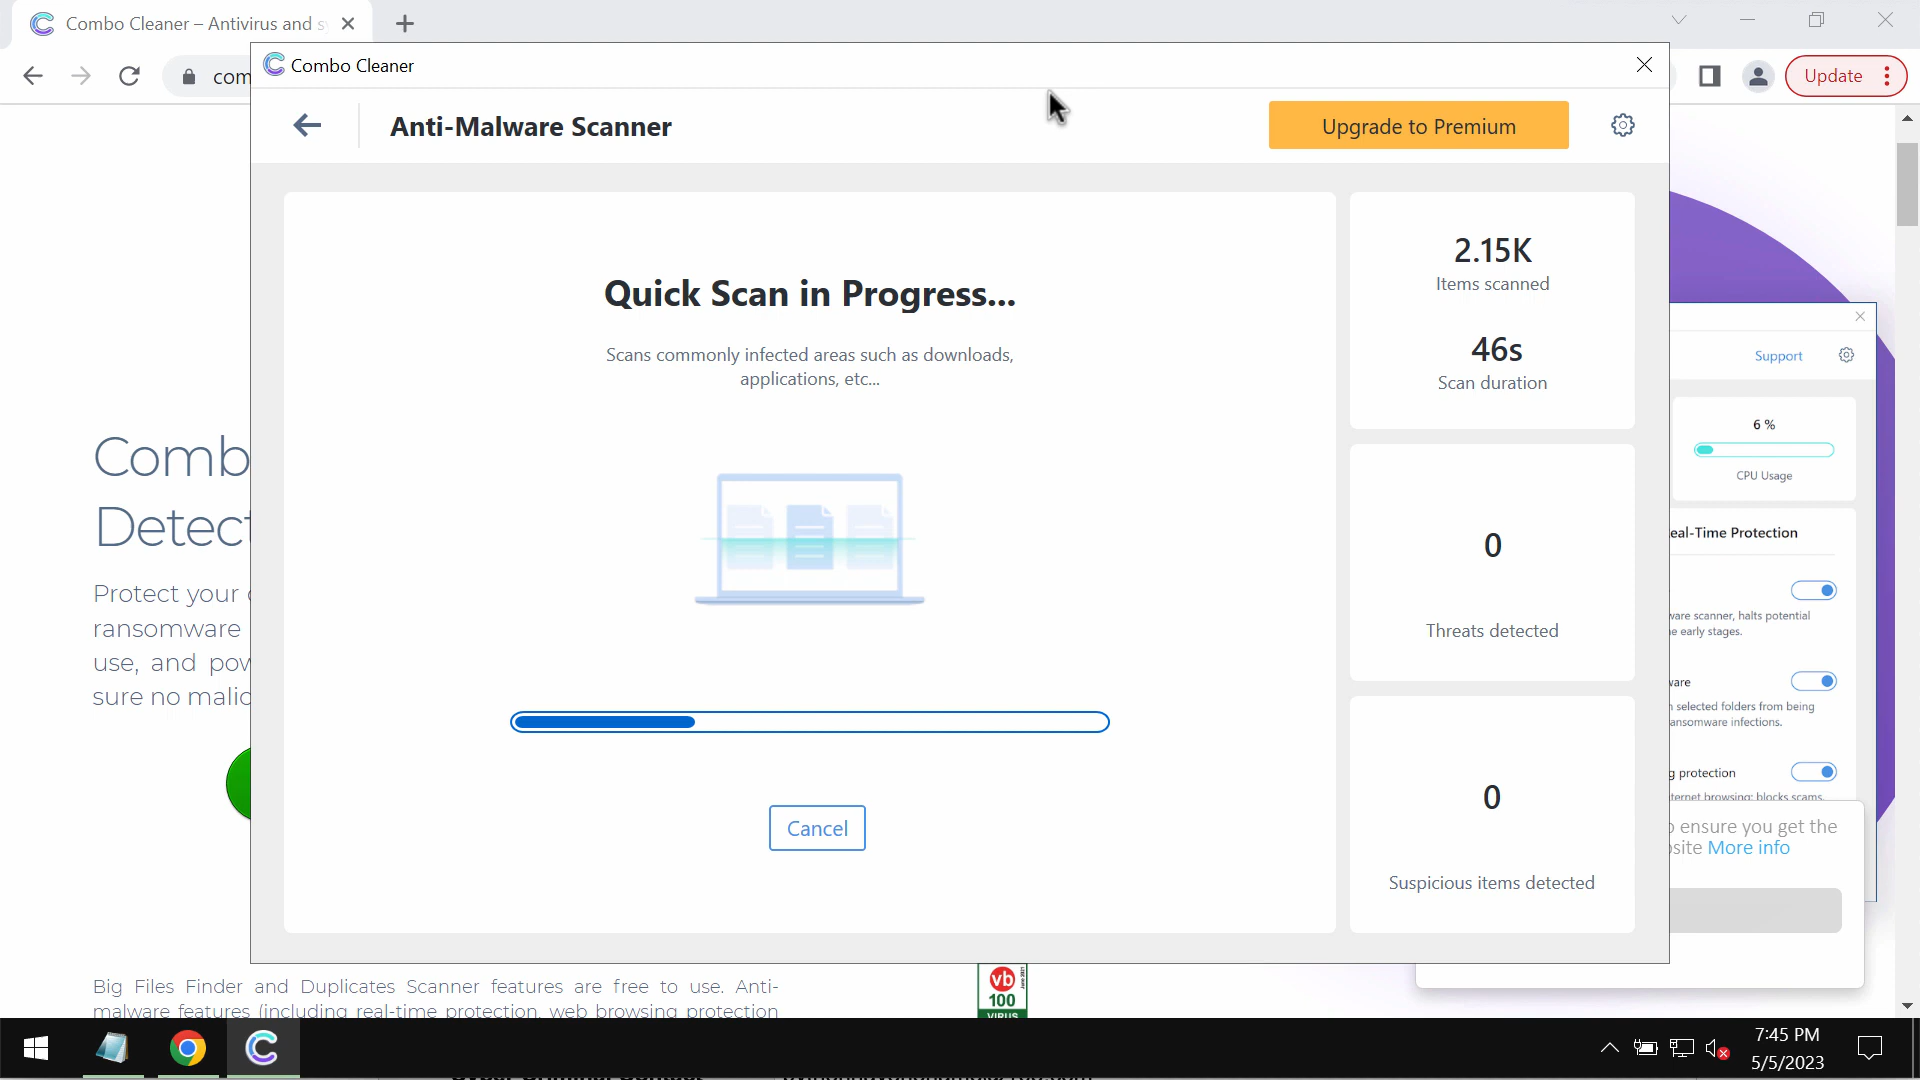 Combo Cleaner – Antivirus and
com
Update
Combo Cleaner
Anti-Malware Scanner
Upgrade to Premium
Quick Scan in Progress...
Scans commonly infected areas such as downloads,
applications, etc...
Cancel
2.15K
Items scanned
46s
Scan duration
0
Threats detected
0
Suspicious items detected
Comb
Detect
Protect your
ransomware
use, and pow
sure no malic
Support
6 %
CPU Usage
eal-Time Protection
ware scanner, halts potential
e early stages.
ware
selected folders from being
ansomware infections.
g protection
ternet browsing: blocks scams,
ensure you get the
site More info
Big Files Finder and Duplicates Scanner features are free to use. Anti-
malware features (including real-time protection, web browsing protection
vb
100
VIRUS
7:45 PM
5/5/2023